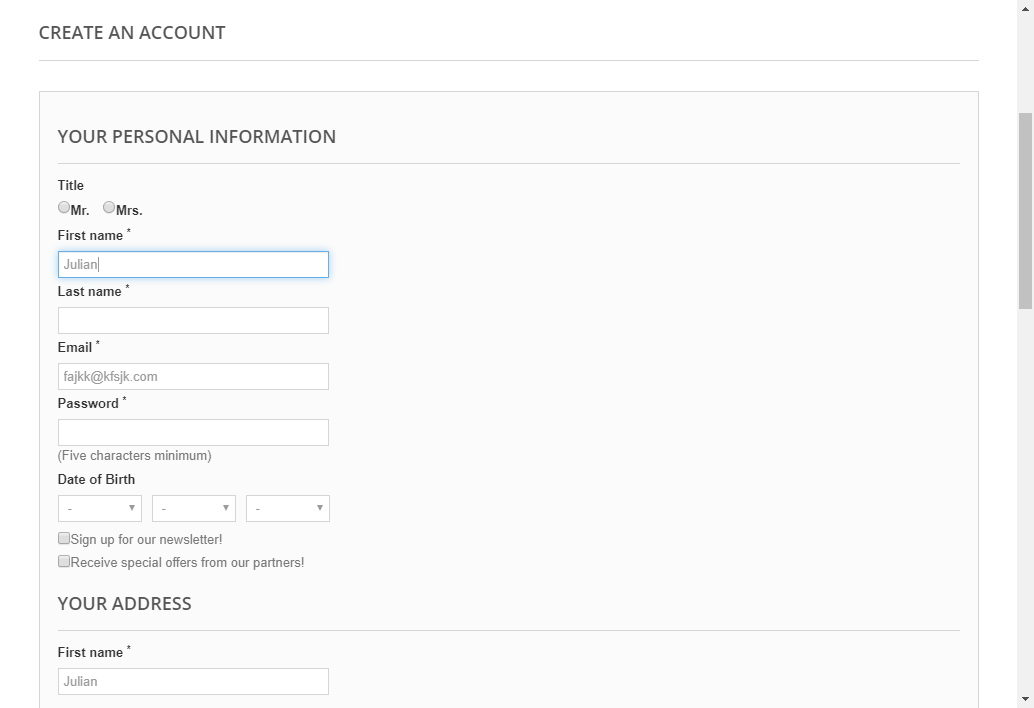 CREATE AN ACCOUNT
YOUR PERSONAL INFORMATION
Title
Mr. Mrs.
First name *
Julian
Last name *
Email *
fajkk@kfsjk.com
Password *
(Five characters minimum)
Date of Birth
- - -
Sign up for our newsletter!
Receive special offers from our partners!
YOUR ADDRESS
First name *
Julian